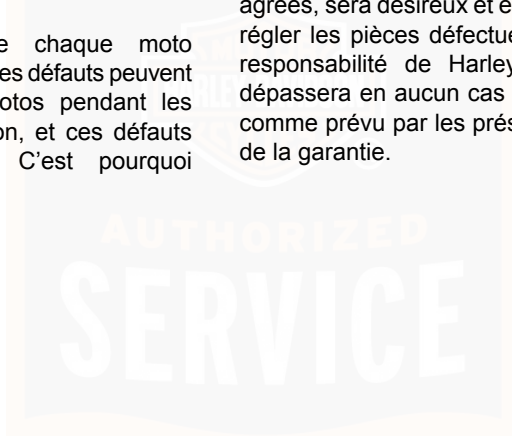 e chaque moto
es défauts peuvent
otos pendant les
on, et ces défauts
C'est pourquoi
agréés, sera désireux et e
régler les pièces défectue
responsabilité de Harley
dépassera en aucun cas
comme prévu par les prés
de la garantie.
AUTHORIZED
SERVICE